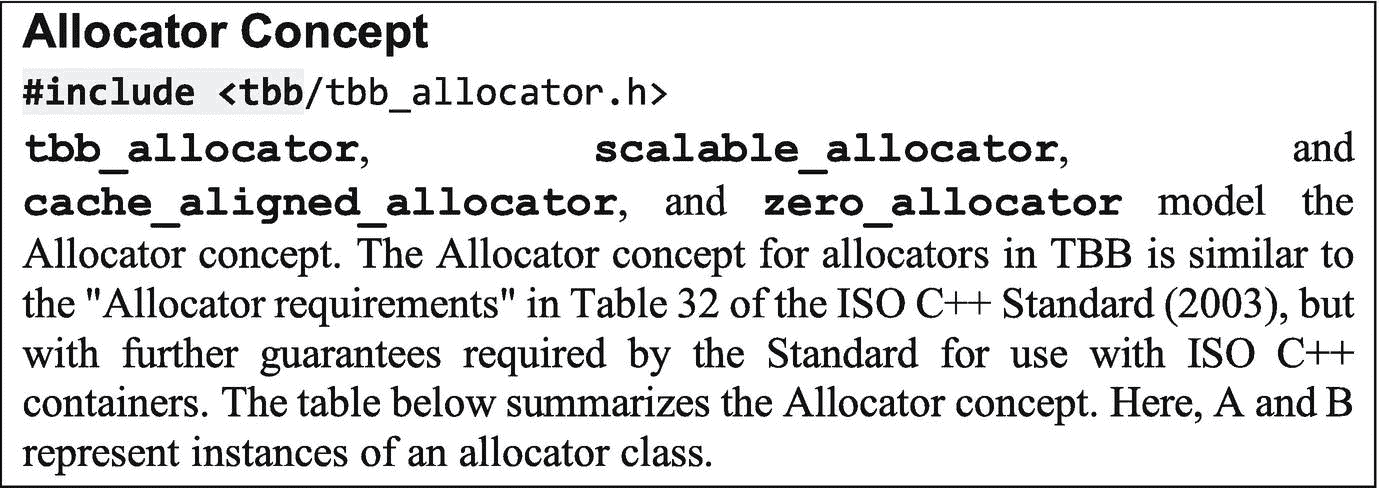 Allocator Concept
#include <tbb/tbb_allocator.h>
tbb_allocator, scalable_allocator, and
cache_aligned_allocator, and zero_allocator model the
Allocator concept. The Allocator concept for allocators in TBB is similar to
the "Allocator requirements" in Table 32 of the ISO C++ Standard (2003), but
with further guarantees required by the Standard for use with ISO C++
containers. The table below summarizes the Allocator concept. Here, A and B
represent instances of an allocator class.